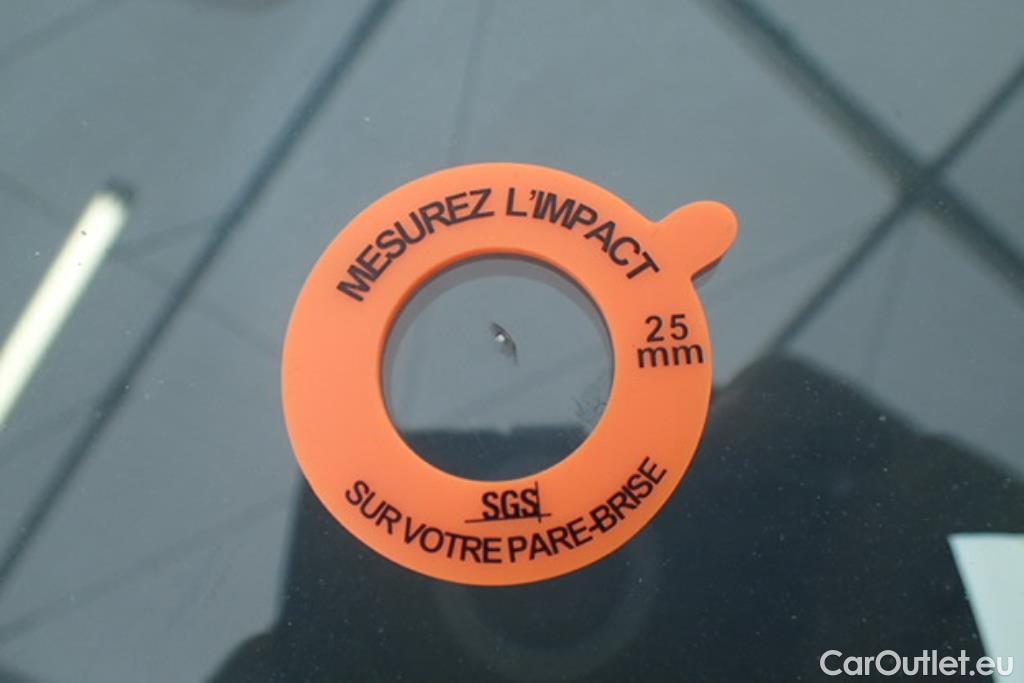 MESUREZ L'IMPACT
25
mm
SGS
SUR VOTRE PARE-BRISE
CarOutlet.eu